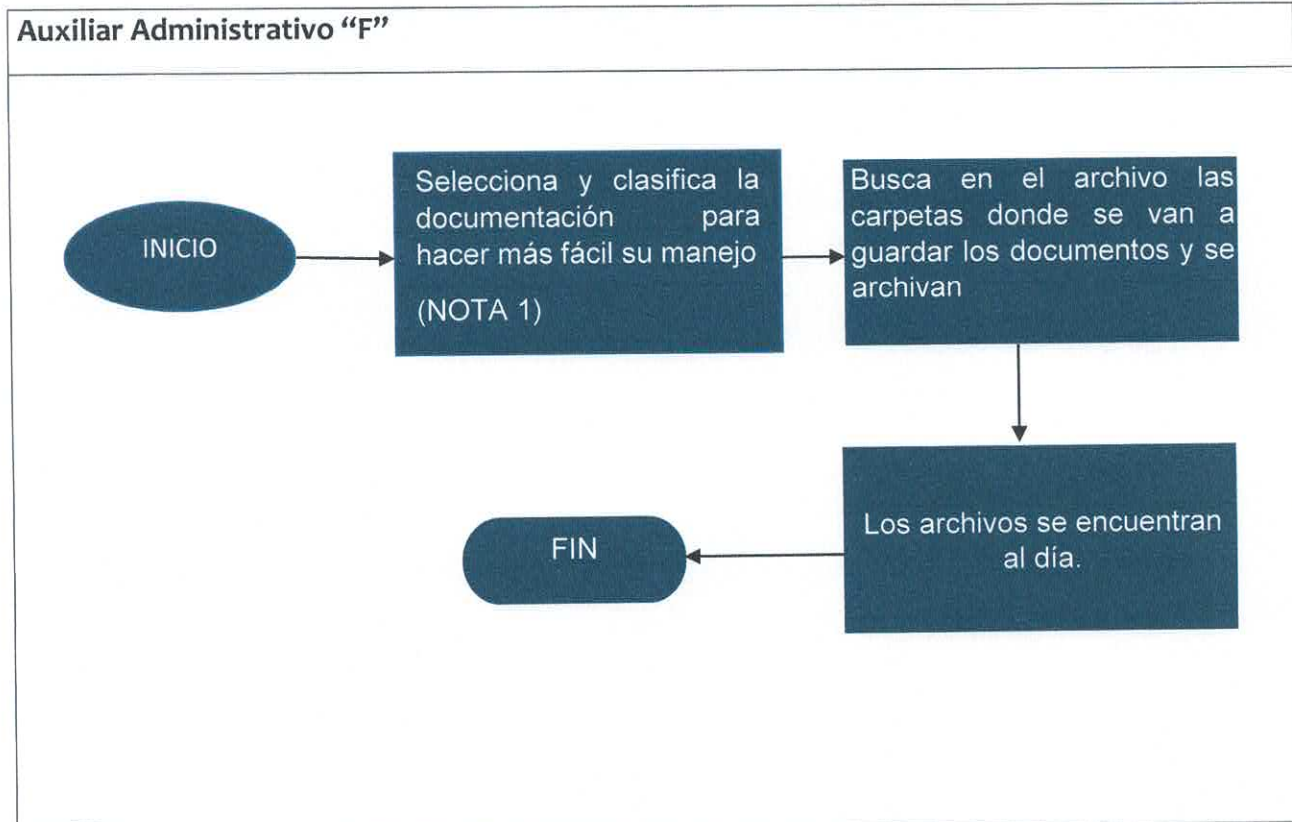 Auxiliar Administrativo “F”
INICIO
Selecciona y clasifica la
documentación para
hacer más fácil su manejo
(NOTA 1)
Busca en el archivo las
carpetas donde se van a
guardar los documentos y se
archivan
Los archivos se encuentran
al día.
FIN